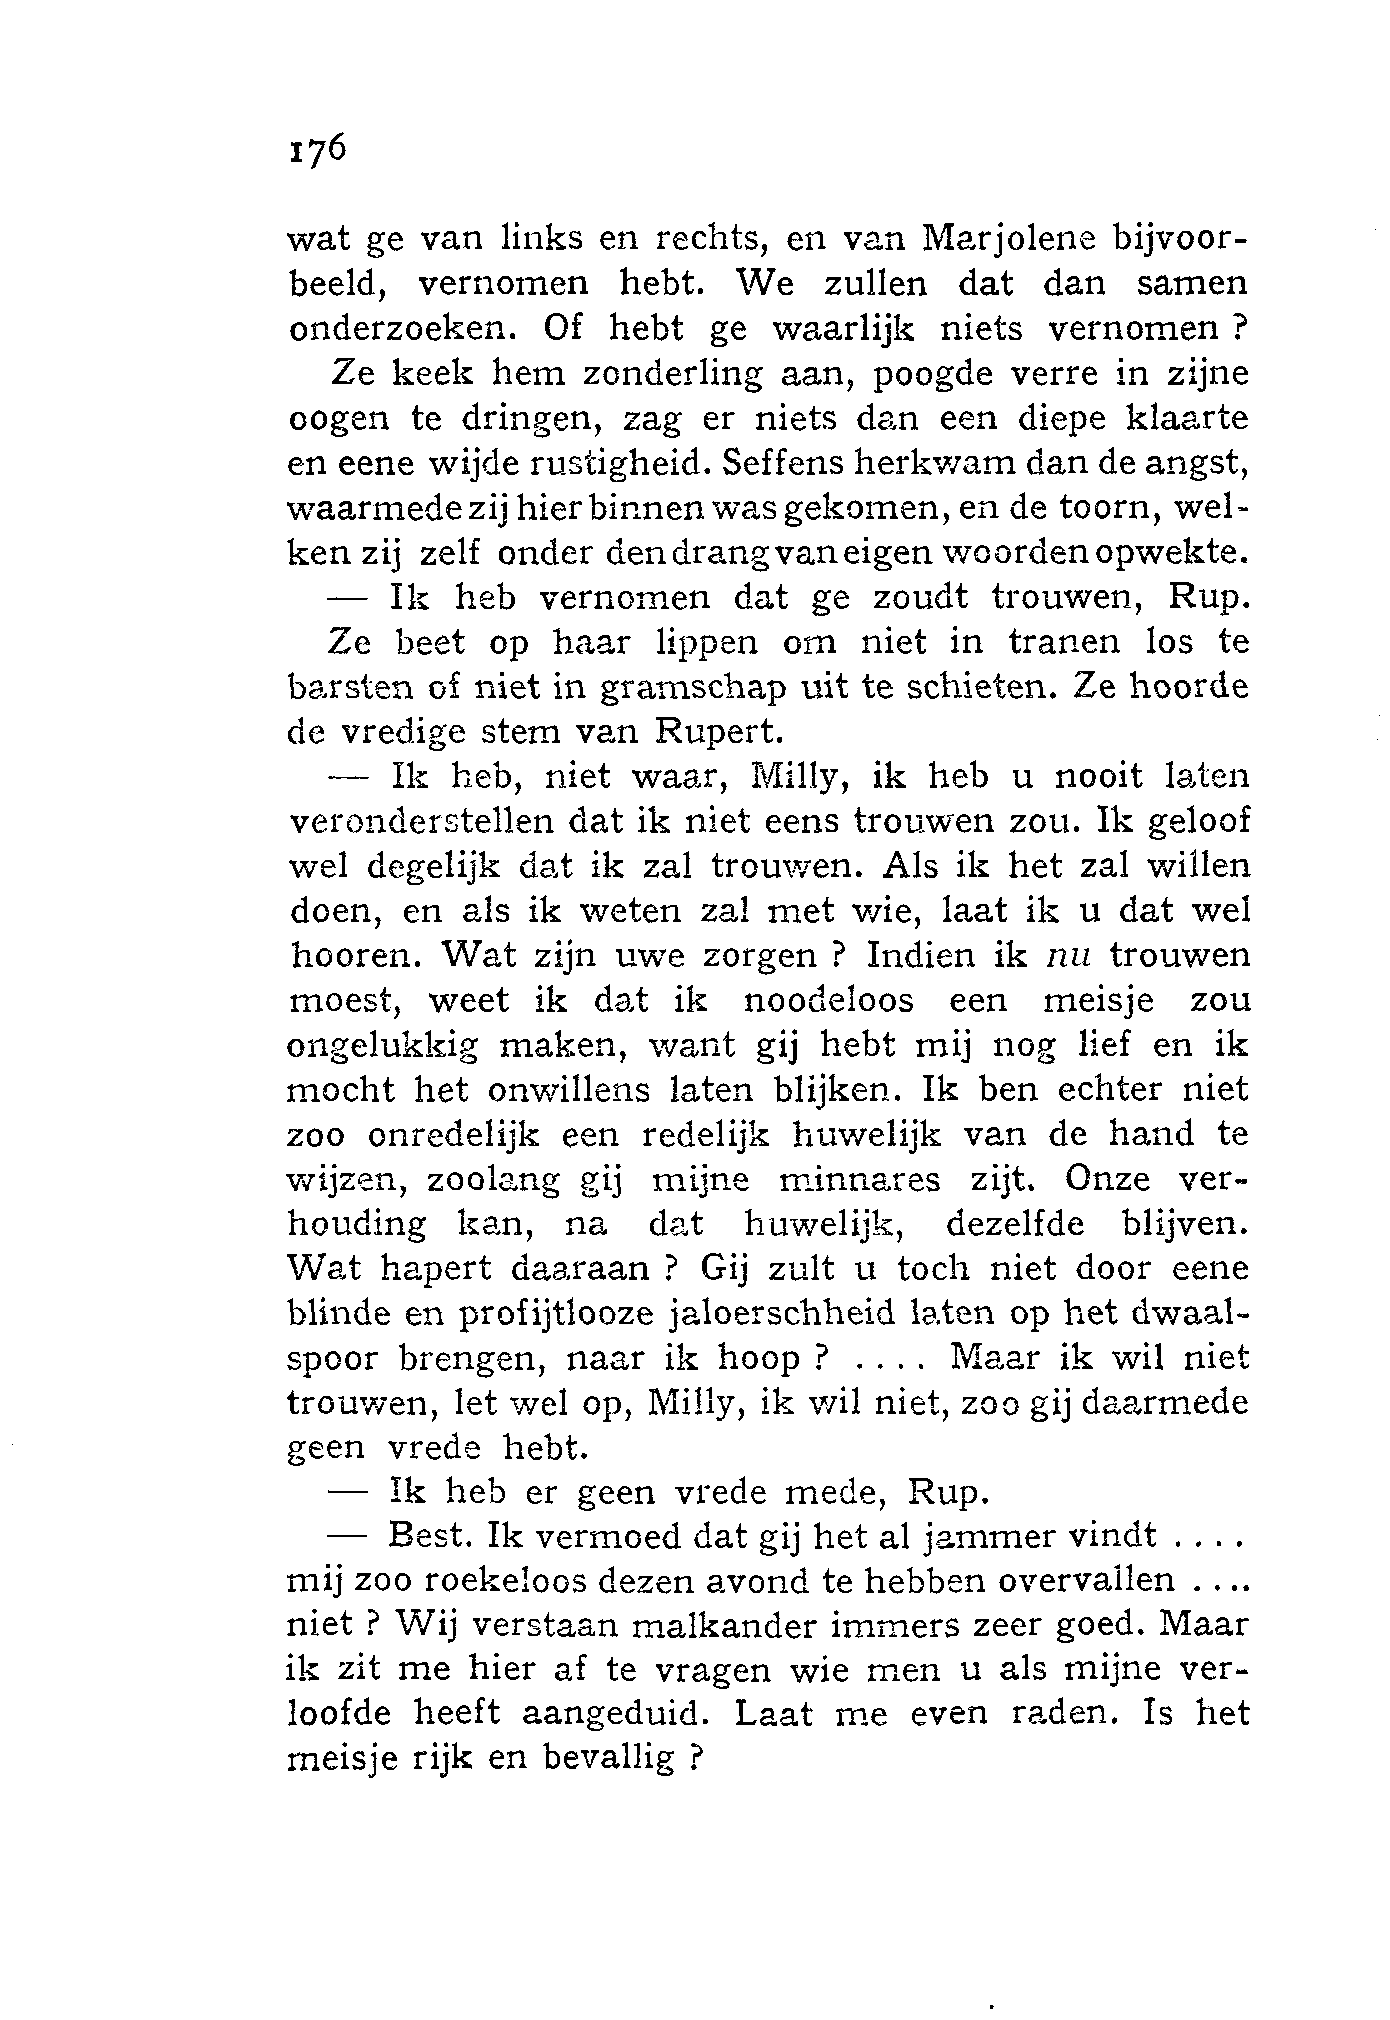 176
wat ge van links en rechts, en van Marjolene bijvoor-
beeld, vernomen hebt. We zullen dat dan samen
onderzoeken. Of hebt ge waarlijk niets vernomen ?
Ze keek hem zonderling aan, poogde verre in zijne
oogen te dringen, zag er niets dan een diepe klaarte
en eene wijde rustigheid. Seffens herkwam dan de angst,
waarmede zij hier binnen was gekomen, en de toorn, wel-
ken zij zelf onder den drang van eigen woorden opwekte.
— Ik heb vernomen dat ge zoudt trouwen, Rup.
Ze beet op haar lippen om niet in tranen los te
barsten of niet in gramschap uit te schieten. Ze hoorde
de vredige stem van Rupert.
— Ik heb, niet waar, Milly, ik heb u nooit laten
veronderstellen dat ik niet eens trouwen zou. Ik geloof
wel degelijk dat ik zal trouwen. Als ik het zal willen
doen, en als ik weten zal met wie, laat ik u dat wel
hooren. Wat zijn uwe zorgen ? Indien ik nu trouwen
moest, weet ik dat ik noodeloos een meisje zou
ongelukkig maken, want gij hebt mij nog lief en ik
mocht het onwillens laten blijken. Ik ben echter niet
zoo onredelijk een redelijk huwelijk van de hand te
wijzen, zoolang gij mijne minnares zijt. Onze ver-
houding kan, na dat huwelijk, dezelfde blijven.
Wat hapert daaraan ? Gij zult u toch niet door eene
blinde en profijtlooze jaloerschheid laten op het dwaal-
spoor brengen, naar ik hoop ? .... Maar ik wil niet
trouwen, let wel op, Milly, ik wil niet, zoo gij daarmede
geen vrede hebt.
— Ik heb er geen vrede mede, Rup.
— Best. Ik vermoed dat gij het al jammer vindt ....
mij zoo roekeloos dezen avond te hebben overvallen ....
niet ? Wij verstaan malkander immers zeer goed. Maar
ik zit me hier af te vragen wie men u als mijne ver-
loofde heeft aangeduid. Laat me even raden. Is het
meisje rijk en bevallig ?